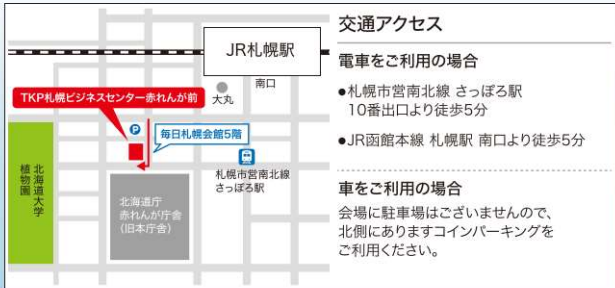 JR札幌駅
南口
大丸
TKP札幌ビジネスセンター赤れんが前
P
毎日札幌会館5階
札幌市営南北線
さっぽろ駅
北海道大学
植物園
北海道庁
赤れんが庁舎
(旧本庁舎)
交通アクセス
電車をご利用の場合
●札幌市営南北線 さっぽろ駅
10番出口より徒歩5分
●JR函館本線 札幌駅 南口より徒歩5分
車をご利用の場合
会場に駐車場はございませんので、
北側にありますコインパーキングを
ご利用ください。